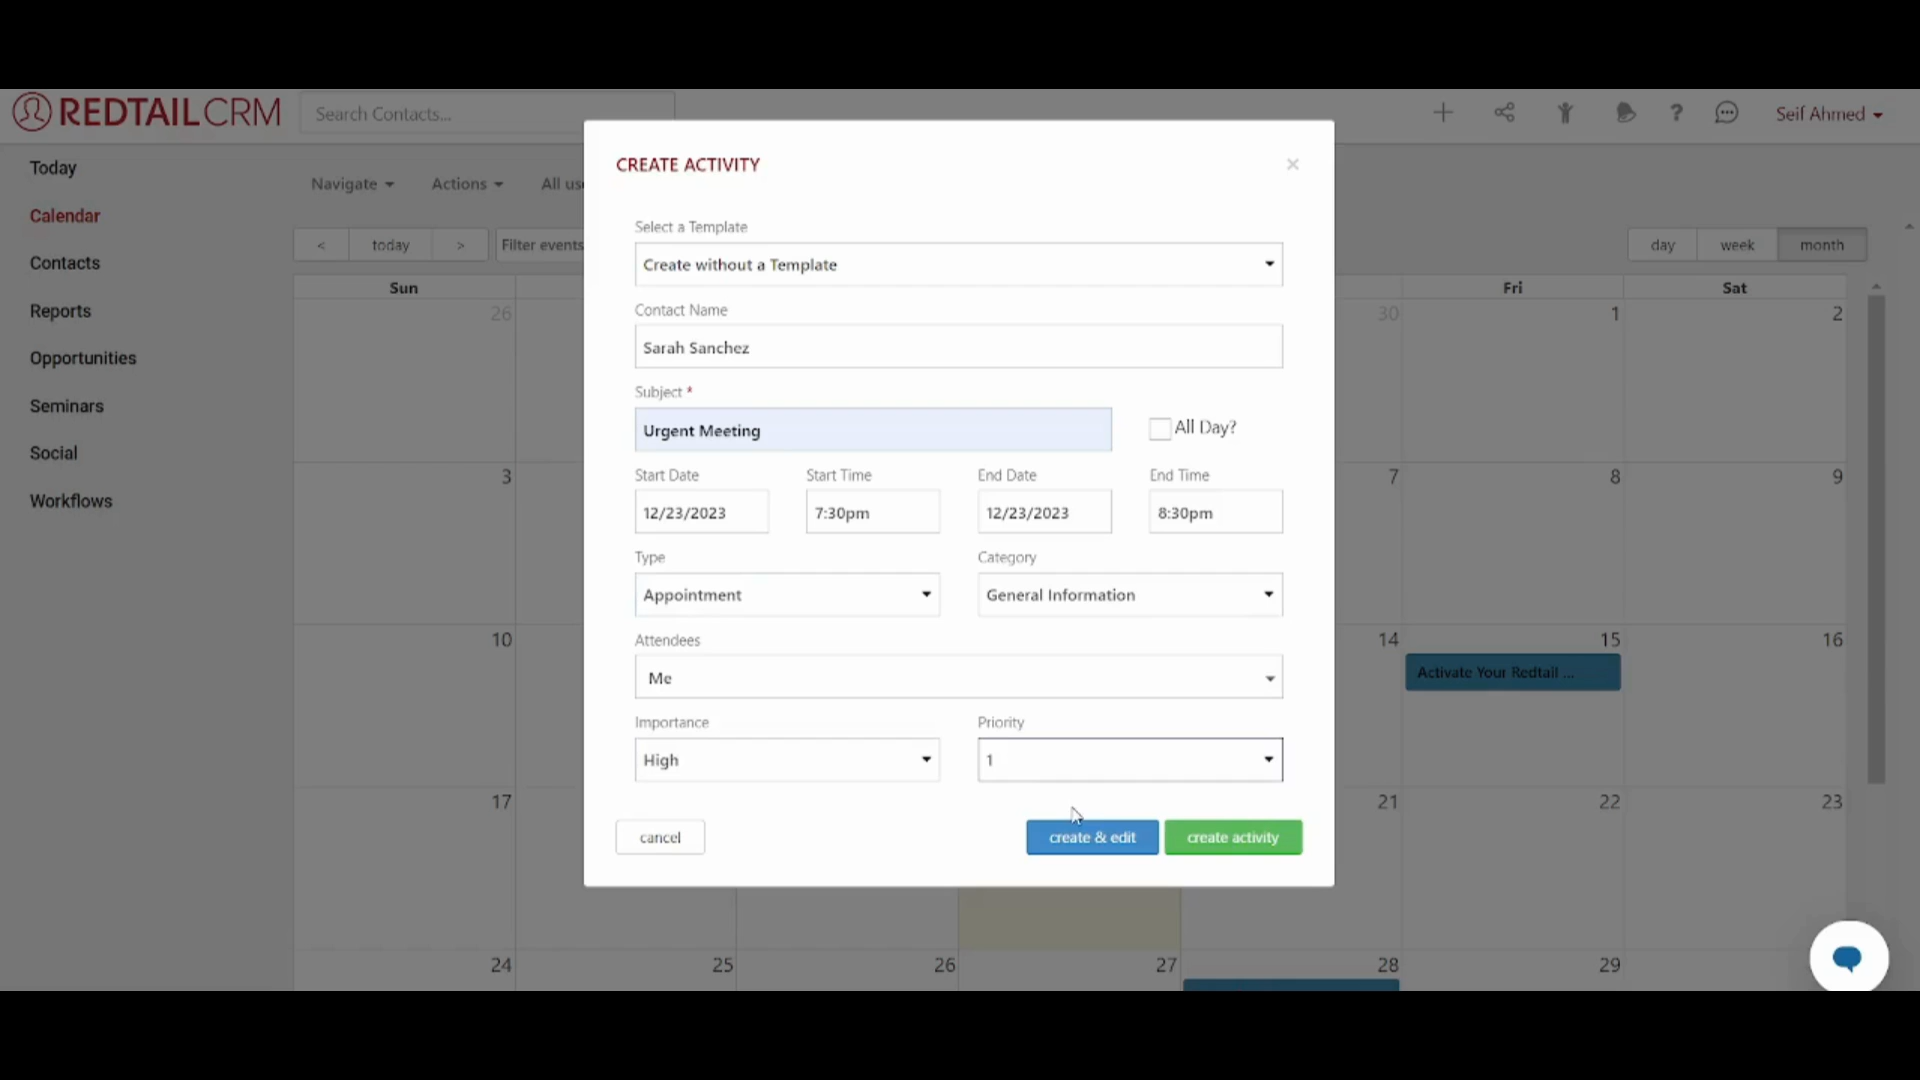 REDTAILCRM
Search Contacts...
?
Seif Ahmed
Today
Calendar
Contacts
Reports
Opportunities
Seminars
Social
Workflows
Navigate
Actions
All us
< today >
Filter events
day week month
Sun Fri Sat
26 30 1 2
3 7 8 9
10 14 15 16
Activate Your Redtail ...
17 21 22 23
24 25 26 27 28 29
CREATE ACTIVITY
×
Select a Template
Create without a Template
Contact Name
Sarah Sanchez
Subject *
Urgent Meeting
All Day?
Start Date Start Time End Date End Time
12/23/2023 7:30pm 12/23/2023 8:30pm
Type Category
Appointment General Information
Attendees
Me
Importance Priority
High 1
cancel create & edit create activity